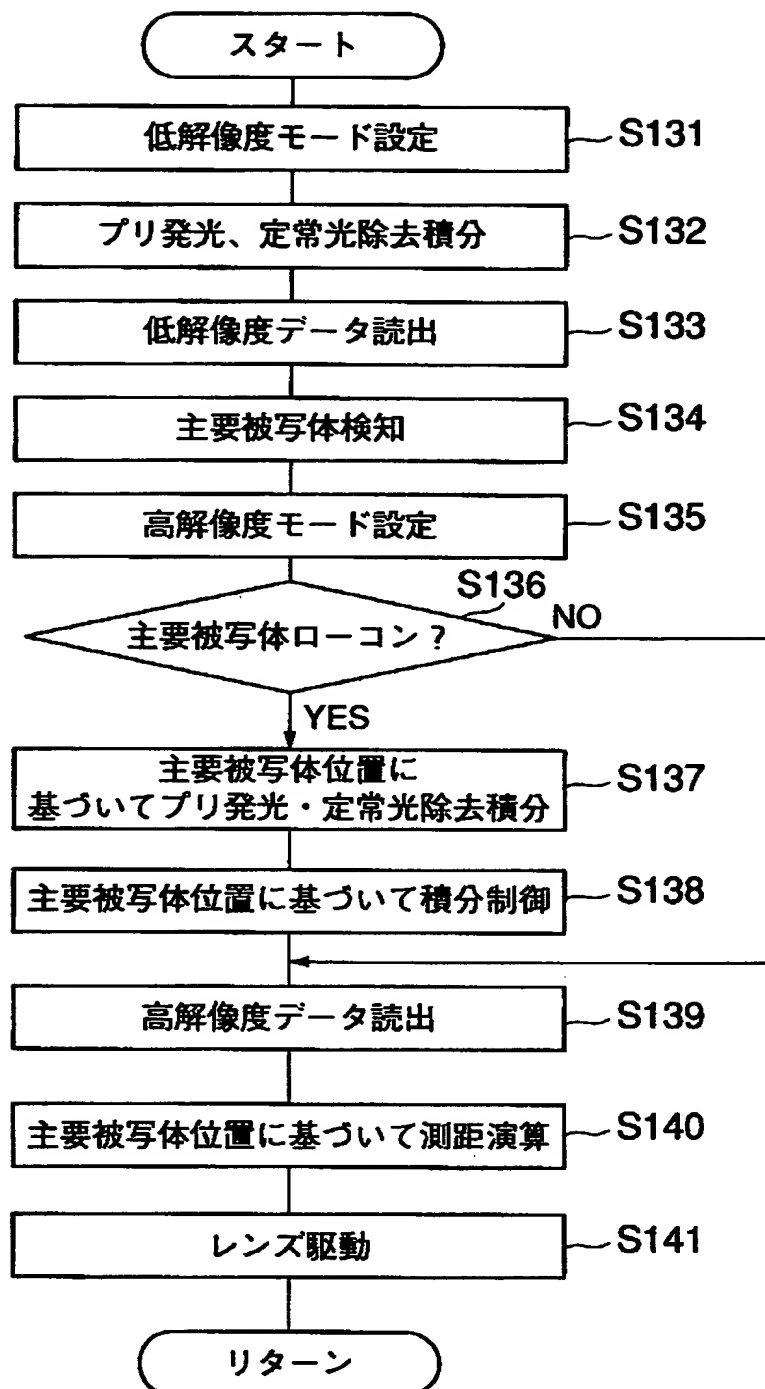 スタート
低解像度モード設定
S131
プリ発光、定常光除去積分
S132
低解像度データ読出
S133
主要被写体検知
S134
高解像度モード設定
S135
S136
主要被写体ローコン?
NO
YES
主要被写体位置に
基づいてプリ発光・定常光除去積分
S137
主要被写体位置に基づいて積分制御
S138
高解像度データ読出
S139
主要被写体位置に基づいて測距演算
S140
レンズ駆動
S141
リターン